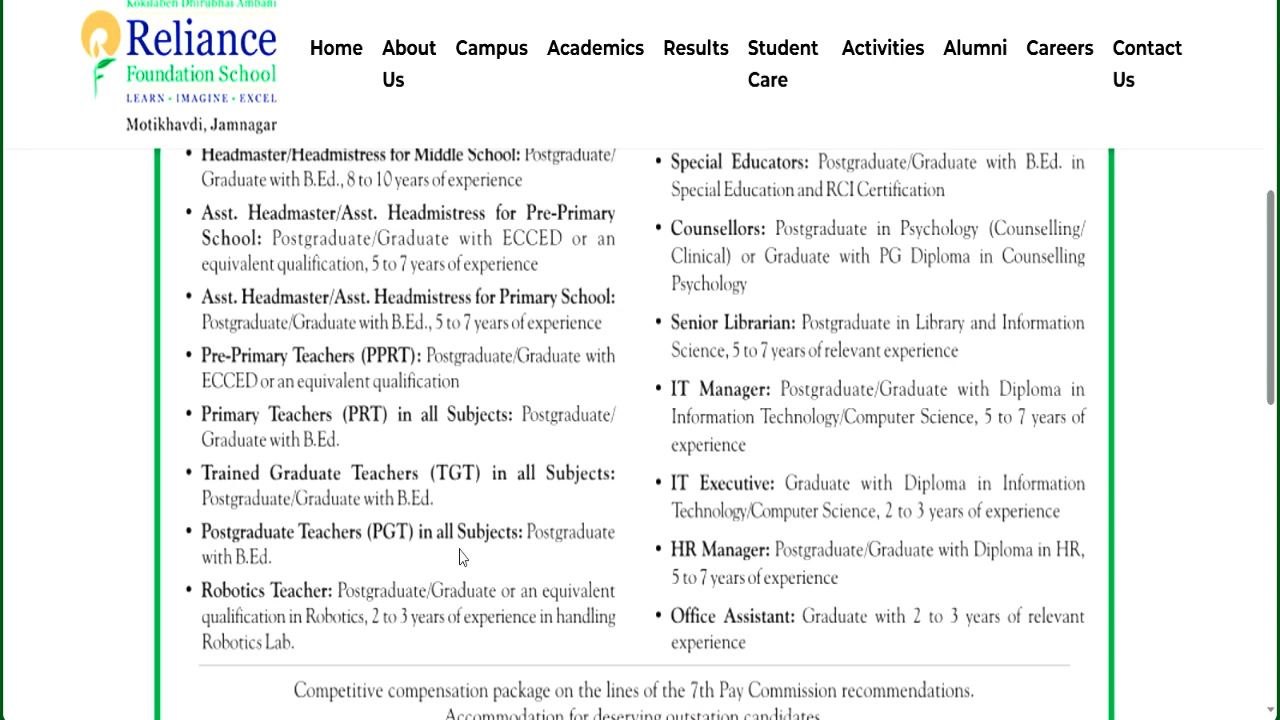 Kokilaben Dhirubhai Ambani
Reliance
Foundation School
LEARN • IMAGINE • EXCEL
Motikhavdi, Jamnagar
Home About Us Campus Academics Results Student Care Activities Alumni Careers Contact Us
• Headmaster/Headmistress for Middle School: Postgraduate/
Graduate with B.Ed., 8 to 10 years of experience
• Asst. Headmaster/Asst. Headmistress for Pre-Primary
School: Postgraduate/Graduate with ECCED or an
equivalent qualification, 5 to 7 years of experience
• Asst. Headmaster/Asst. Headmistress for Primary School:
Postgraduate/Graduate with B.Ed., 5 to 7 years of experience
• Pre-Primary Teachers (PPRT): Postgraduate/Graduate with
ECCED or an equivalent qualification
• Primary Teachers (PRT) in all Subjects: Postgraduate/
Graduate with B.Ed.
• Trained Graduate Teachers (TGT) in all Subjects:
Postgraduate/Graduate with B.Ed.
• Postgraduate Teachers (PGT) in all Subjects: Postgraduate
with B.Ed.
• Robotics Teacher: Postgraduate/Graduate or an equivalent
qualification in Robotics, 2 to 3 years of experience in handling
Robotics Lab.
• Special Educators: Postgraduate/Graduate with B.Ed. in
Special Education and RCI Certification
• Counsellors: Postgraduate in Psychology (Counselling/
Clinical) or Graduate with PG Diploma in Counselling
Psychology
• Senior Librarian: Postgraduate in Library and Information
Science, 5 to 7 years of relevant experience
• IT Manager: Postgraduate/Graduate with Diploma in
Information Technology/Computer Science, 5 to 7 years of
experience
• IT Executive: Graduate with Diploma in Information
Technology/Computer Science, 2 to 3 years of experience
• HR Manager: Postgraduate/Graduate with Diploma in HR,
5 to 7 years of experience
• Office Assistant: Graduate with 2 to 3 years of relevant
experience
Competitive compensation package on the lines of the 7th Pay Commission recommendations.
Accommodation for deserving outstation candidates.